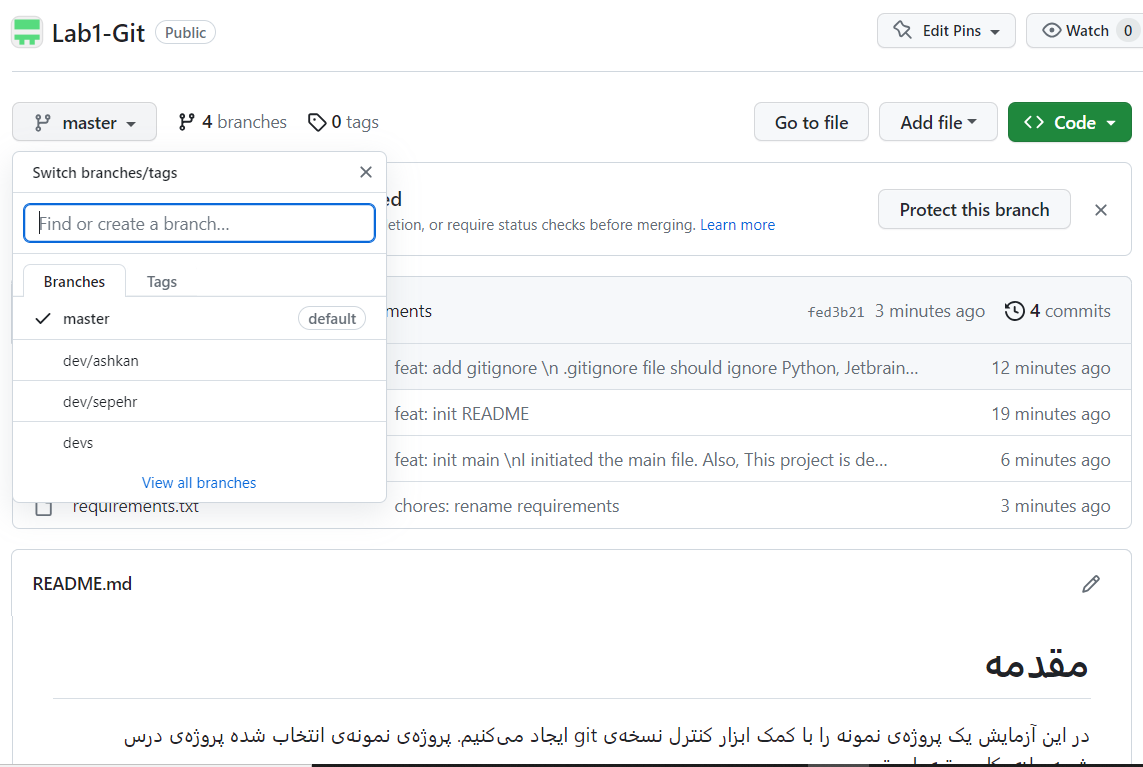 Lab1-Git Public Edit Pins Watch 0
master 4 branches 0 tags Go to file Add file Code
Switch branches/tags
Find or create a branch...
Branches Tags
master default
dev/ashkan
dev/sepehr
devs
View all branches
etion, or require status checks before merging. Learn more
Protect this branch
fed3b21 3 minutes ago 4 commits
feat: add gitignore \n .gitignore file should ignore Python, Jetbrain... 12 minutes ago
feat: init README 19 minutes ago
feat: init main \nI initiated the main file. Also, This project is de... 6 minutes ago
requirements.txt chores: rename requirements 3 minutes ago
README.md
مقدمه
در این آزمایش یک پروژه‌ی نمونه را با کمک ابزار کنترل نسخه‌ی git ایجاد می‌کنیم. پروژه‌ی نمونه‌ی انتخاب شده پروژه‌ی درس